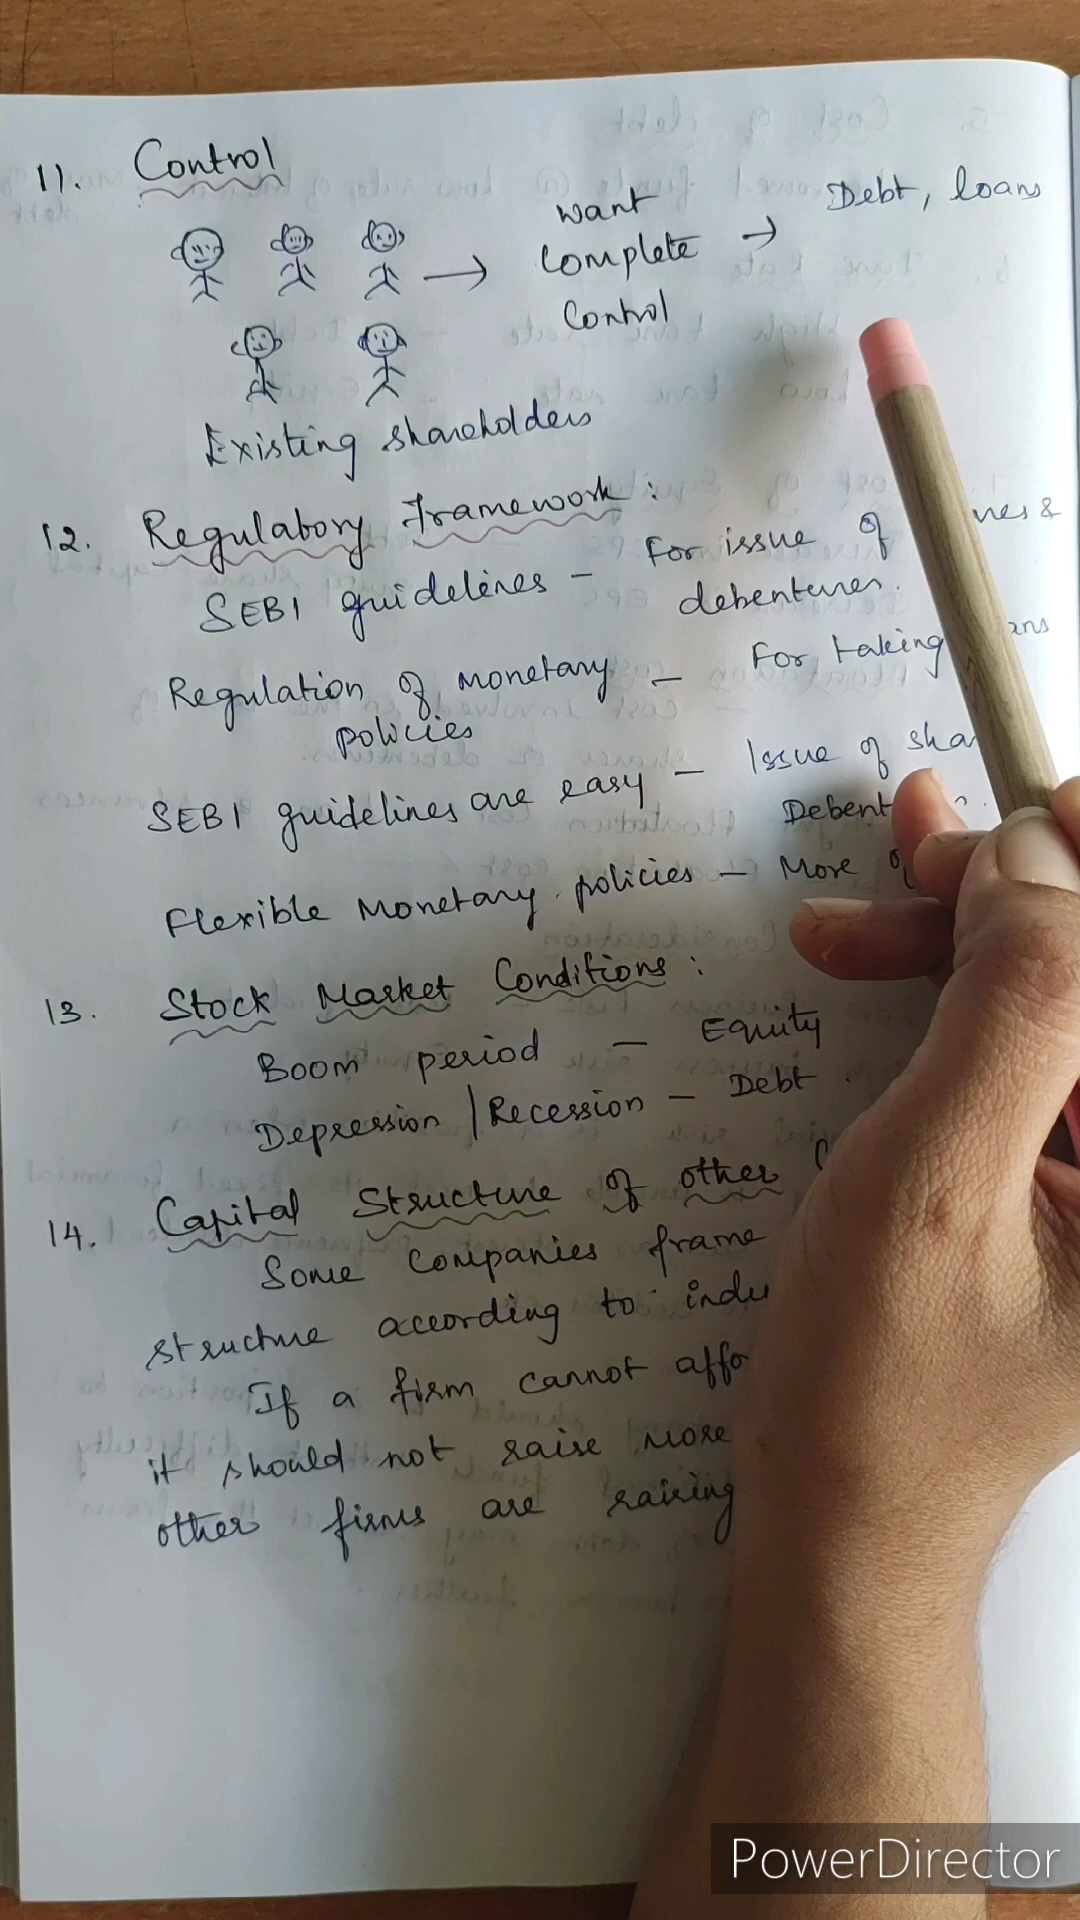 11. Control
want
complete → Debt, loans
Control
Existing shareholders
12. Regulatory Framework :
SEBI guidelines - For issue of &
debentures.
Regulation of monetary - For taking
policies
SEBI guidelines are easy - Issue of
Flexible Monetary policies - More
13. Stock Market Conditions :
Boom period - Equity
Depression / Recession - Debt.
14. Capital Structure of other
Some Companies frame
structure according to
If a firm cannot
it should not raise more
other firms are raising
PowerDirector